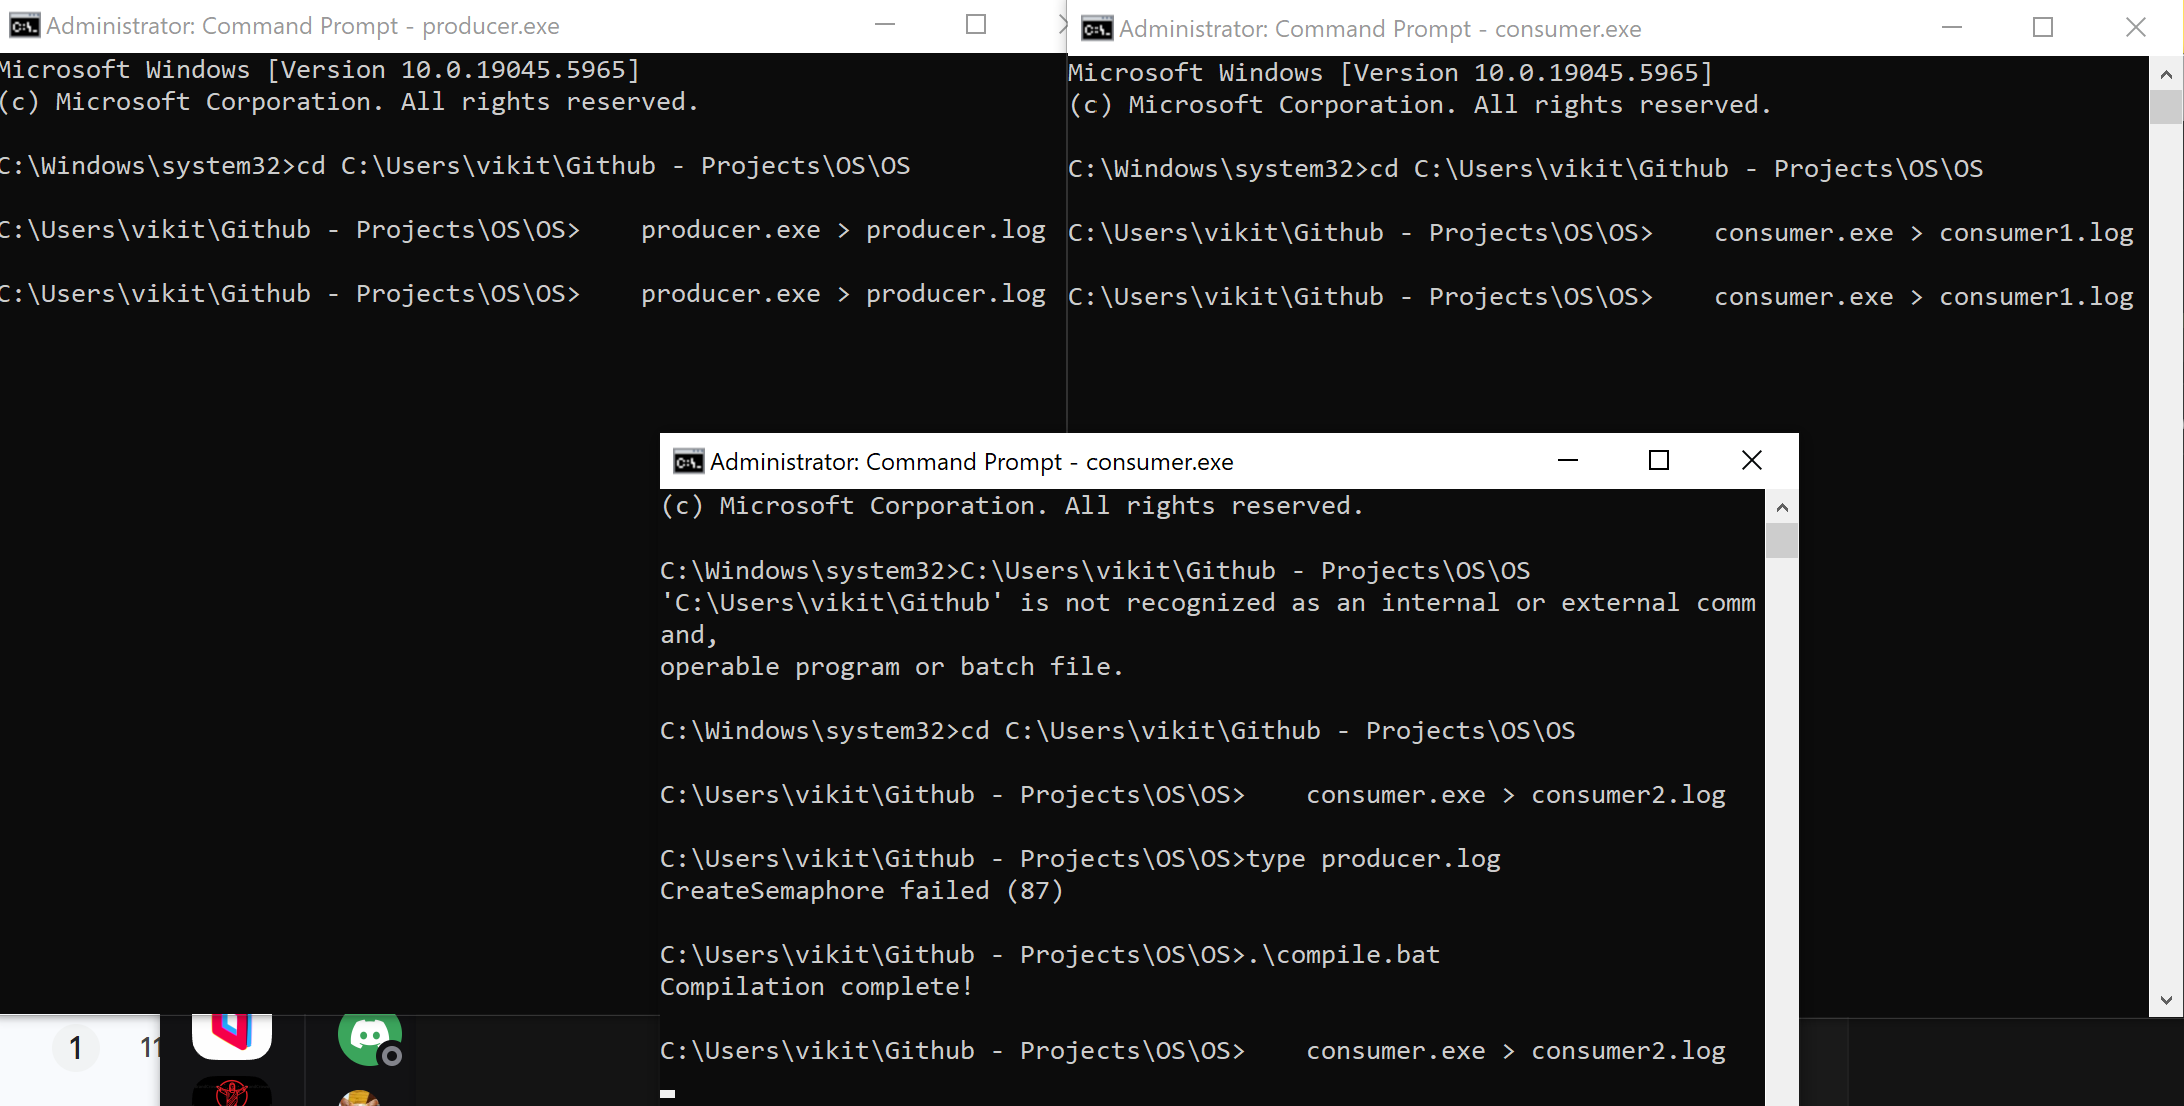 Administrator: Command Prompt - producer.exe
Microsoft Windows [Version 10.0.19045.5965]
(c) Microsoft Corporation. All rights reserved.
C:\Windows\system32>cd C:\Users\vikit\Github - Projects\OS\OS
C:\Users\vikit\Github - Projects\OS\OS>    producer.exe > producer.log
C:\Users\vikit\Github - Projects\OS\OS>    producer.exe > producer.log
Administrator: Command Prompt - consumer.exe
Microsoft Windows [Version 10.0.19045.5965]
(c) Microsoft Corporation. All rights reserved.
C:\Windows\system32>cd C:\Users\vikit\Github - Projects\OS\OS
C:\Users\vikit\Github - Projects\OS\OS>    consumer.exe > consumer1.log
C:\Users\vikit\Github - Projects\OS\OS>    consumer.exe > consumer1.log
Administrator: Command Prompt - consumer.exe
(c) Microsoft Corporation. All rights reserved.
C:\Windows\system32>C:\Users\vikit\Github - Projects\OS\OS
'C:\Users\vikit\Github' is not recognized as an internal or external comm
and,
operable program or batch file.
C:\Windows\system32>cd C:\Users\vikit\Github - Projects\OS\OS
C:\Users\vikit\Github - Projects\OS\OS>    consumer.exe > consumer2.log
C:\Users\vikit\Github - Projects\OS\OS>type producer.log
CreateSemaphore failed (87)
C:\Users\vikit\Github - Projects\OS\OS>.\compile.bat
Compilation complete!
C:\Users\vikit\Github - Projects\OS\OS>    consumer.exe > consumer2.log
1 11